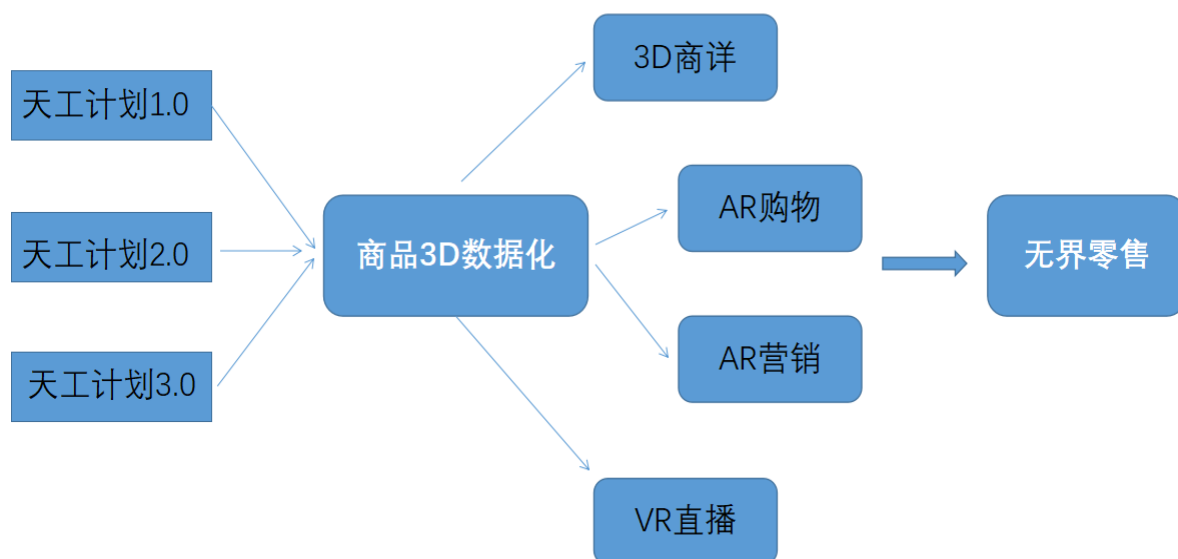 天工计划1.0
天工计划2.0
天工计划3.0
商品3D数据化
3D商洋
AR购物
AR营销
VR直播
无界零售